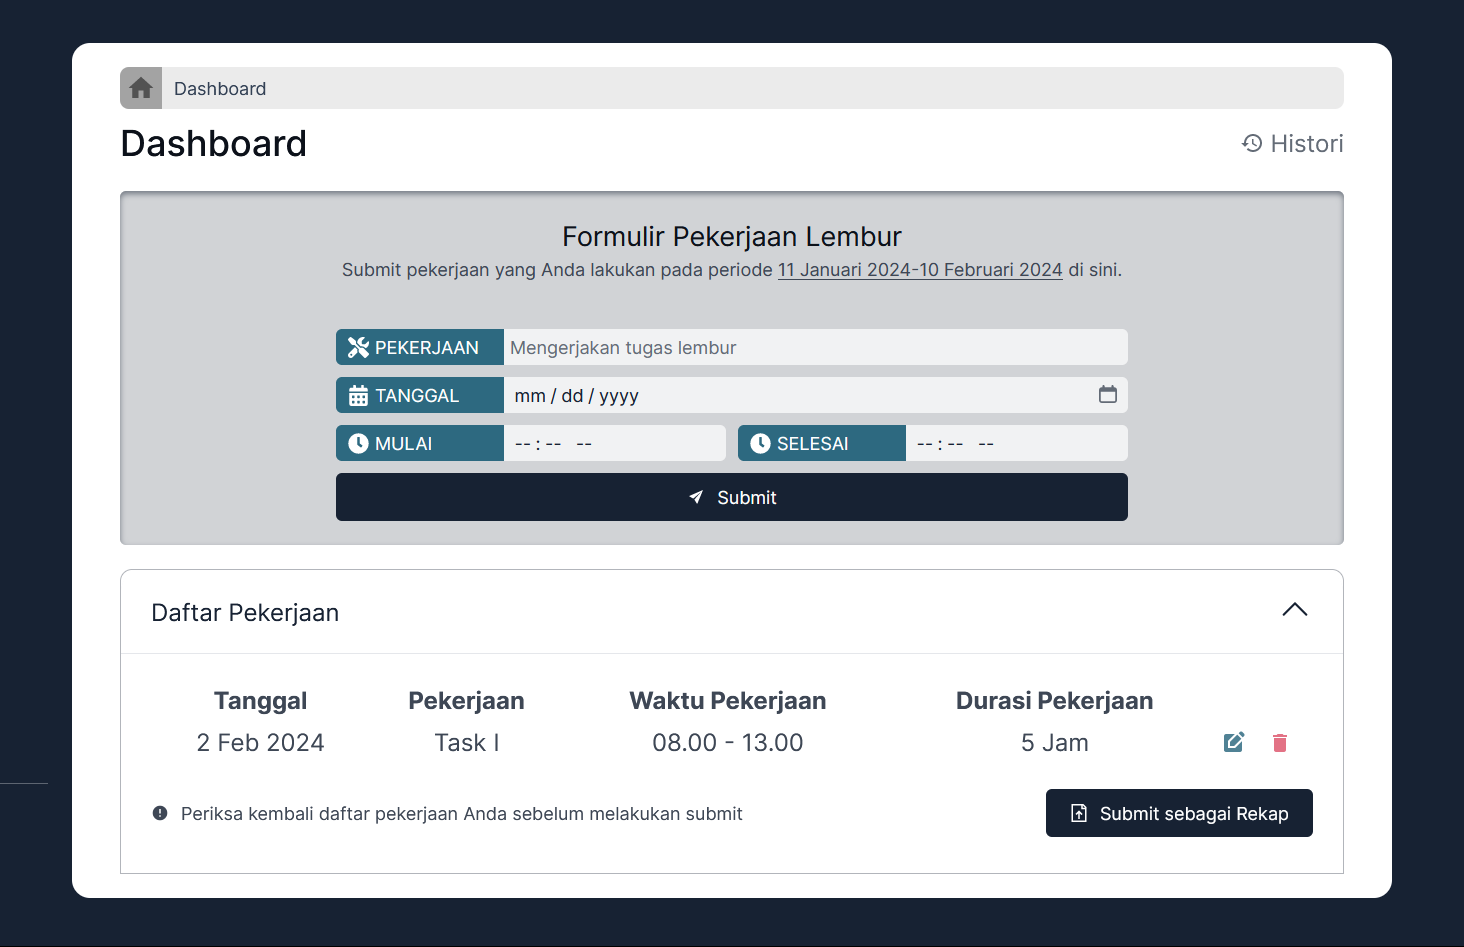 Dashboard
Dashboard
Histori
Formulir Pekerjaan Lembur
Submit pekerjaan yang Anda lakukan pada periode 11 Januari 2024-10 Februari 2024 di sini.
PEKERJAAN Mengerjakan tugas lembur
TANGGAL mm / dd / yyyy
MULAI -- : -- -- SELESAI -- : -- --
Submit
Daftar Pekerjaan
Tanggal Pekerjaan Waktu Pekerjaan Durasi Pekerjaan
2 Feb 2024 Task I 08.00 - 13.00 5 Jam
Periksa kembali daftar pekerjaan Anda sebelum melakukan submit
Submit sebagai Rekap